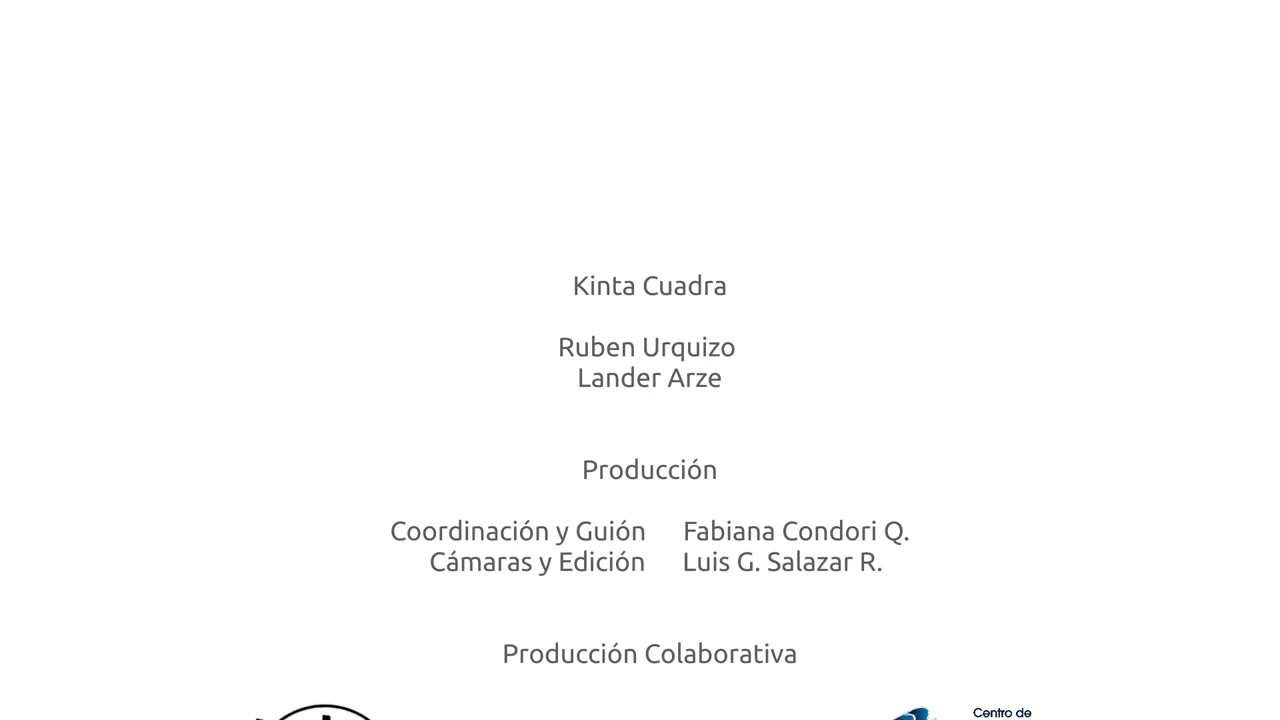 Kinta Cuadra
Ruben Urquizo
Lander Arze
Producción
Coordinación y Guión Fabiana Condori Q.
Cámaras y Edición Luis G. Salazar R.
Producción Colaborativa
Centro de